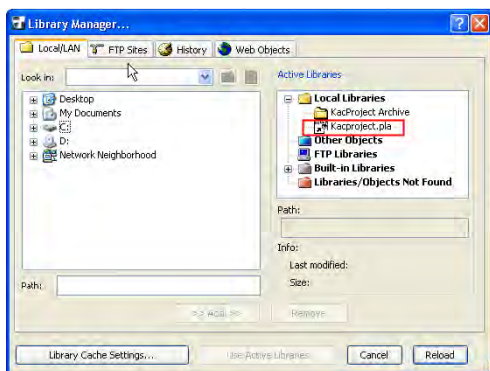 Library Manager...
Local/LAN
FTP Sites
History
Web Objects
Look in:
Desktop
My Documents
C:
D:
Network Neighborhood
Path:
>> Add >>
Active Libraries
Local Libraries
KacProject Archive
Kacproject.pla
Other Objects
FTP Libraries
Built-in Libraries
Libraries/Objects Not Found
Path:
Info:
Last modified:
Size:
Remove
Library Cache Settings...
Use Active Libraries
Cancel
Reload